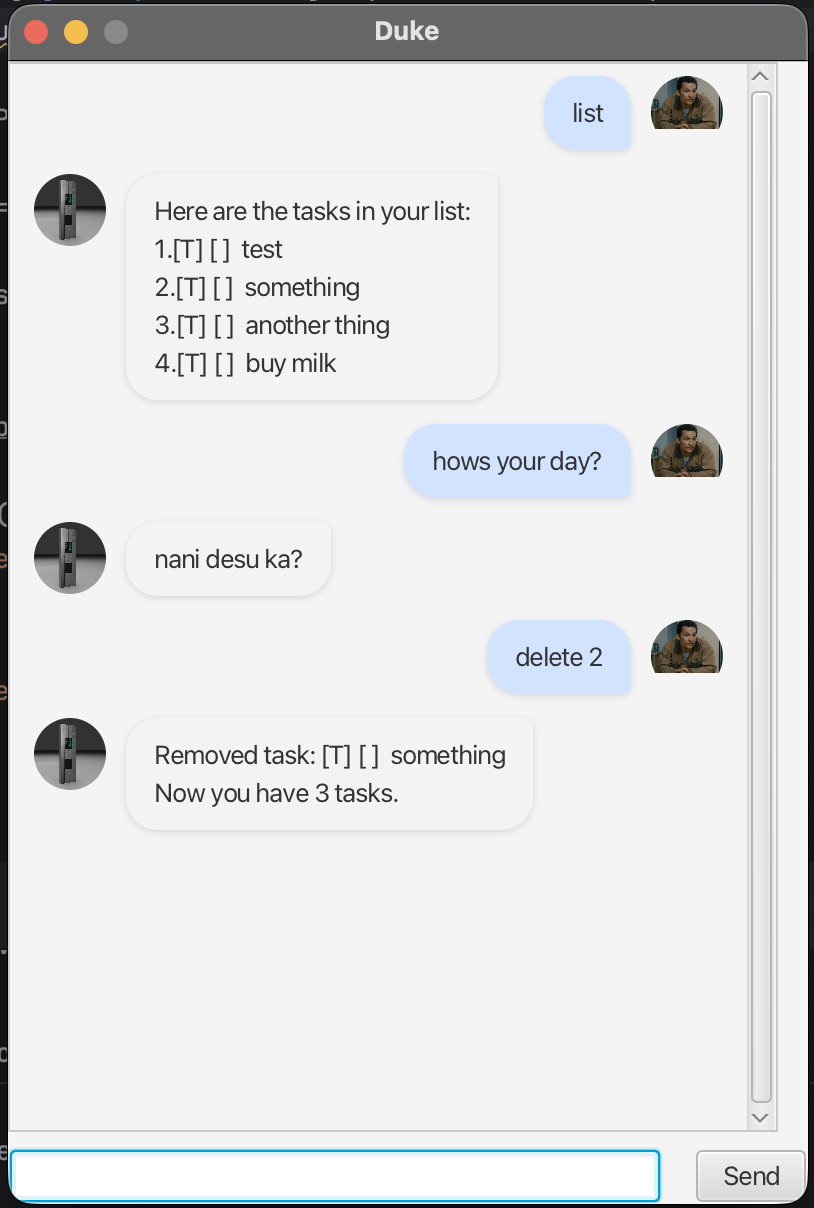 Duke
list
Here are the tasks in your list:
1.[T] [ ]  test
2.[T] [ ]  something
3.[T] [ ]  another thing
4.[T] [ ]  buy milk
hows your day?
nani desu ka?
delete 2
Removed task: [T] [ ]  something
Now you have 3 tasks.
Send